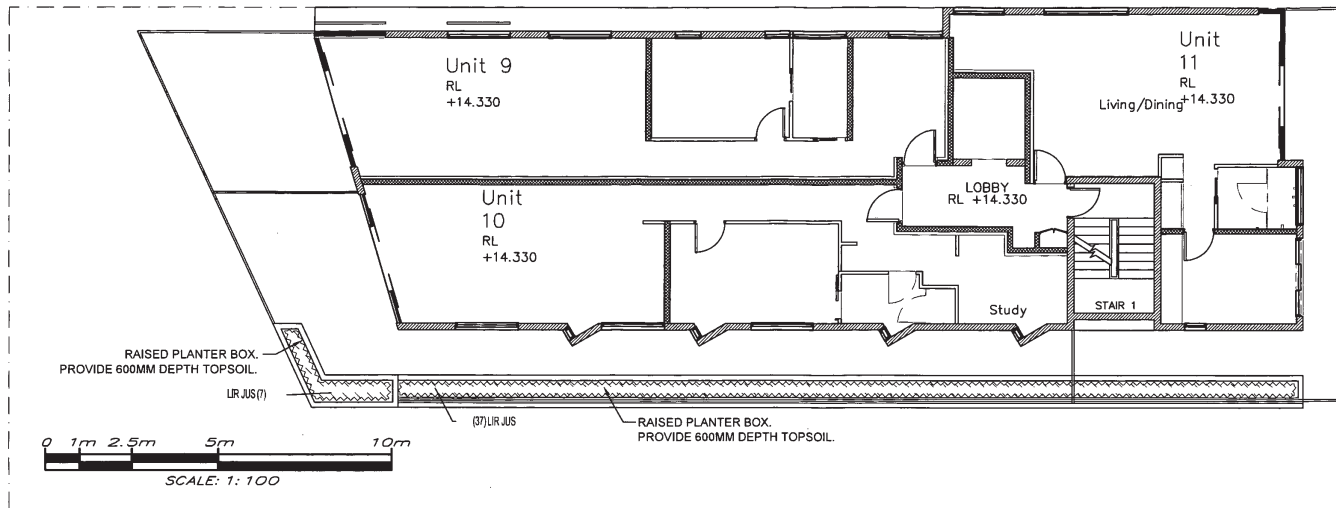 Unit 9
RL
+14.330
Unit
11
RL
+14.330
Living/Dining
Unit
10
RL
+14.330
LOBBY
RL +14.330
Study
STAIR 1
RAISED PLANTER BOX.
PROVIDE 600MM DEPTH TOPSOIL.
LIR JUS (7)
(37) LIR JUS
RAISED PLANTER BOX.
PROVIDE 600MM DEPTH TOPSOIL.
0 1m 2.5m 5m 10m
SCALE: 1: 100